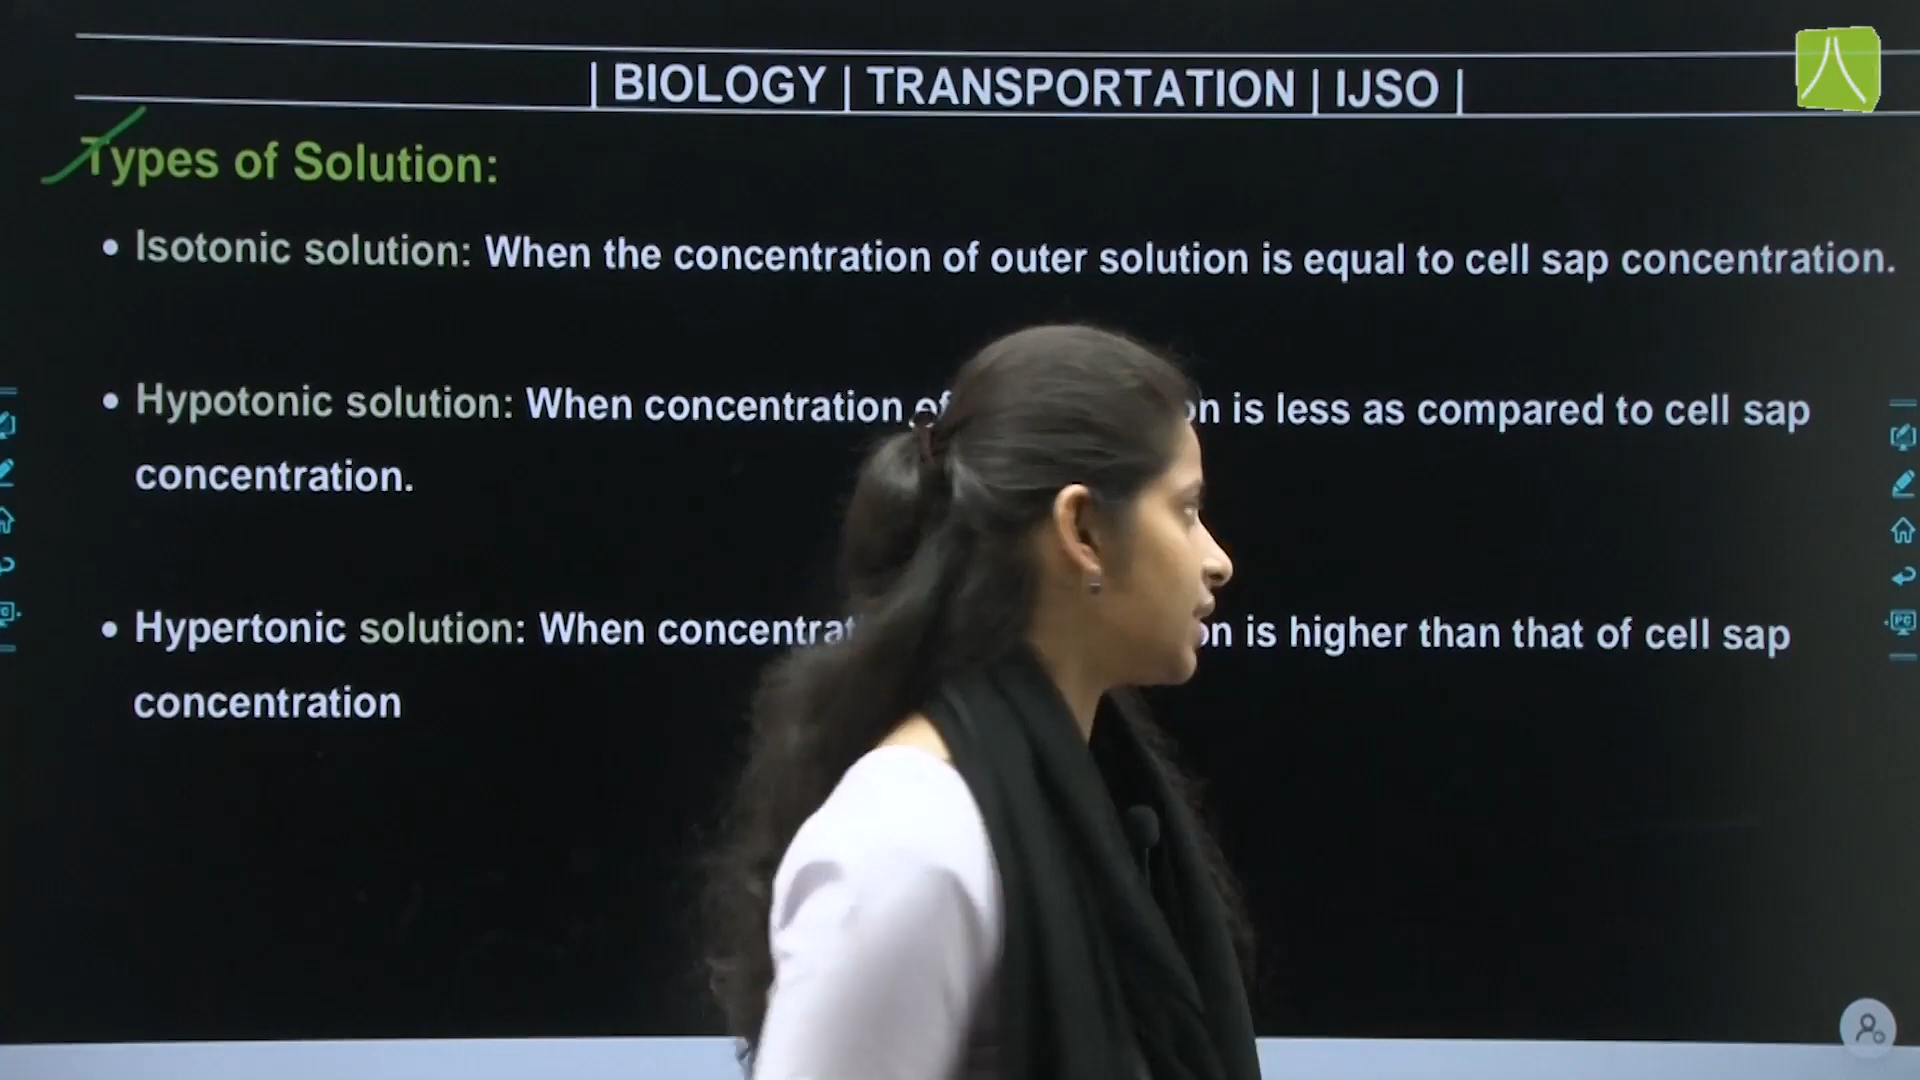 | BIOLOGY | TRANSPORTATION | IJSO |
Types of Solution:
• Isotonic solution: When the concentration of outer solution is equal to cell sap concentration.
• Hypotonic solution: When concentration of is less as compared to cell sap
concentration.
• Hypertonic solution: When is higher than that of cell sap
concentration
PC